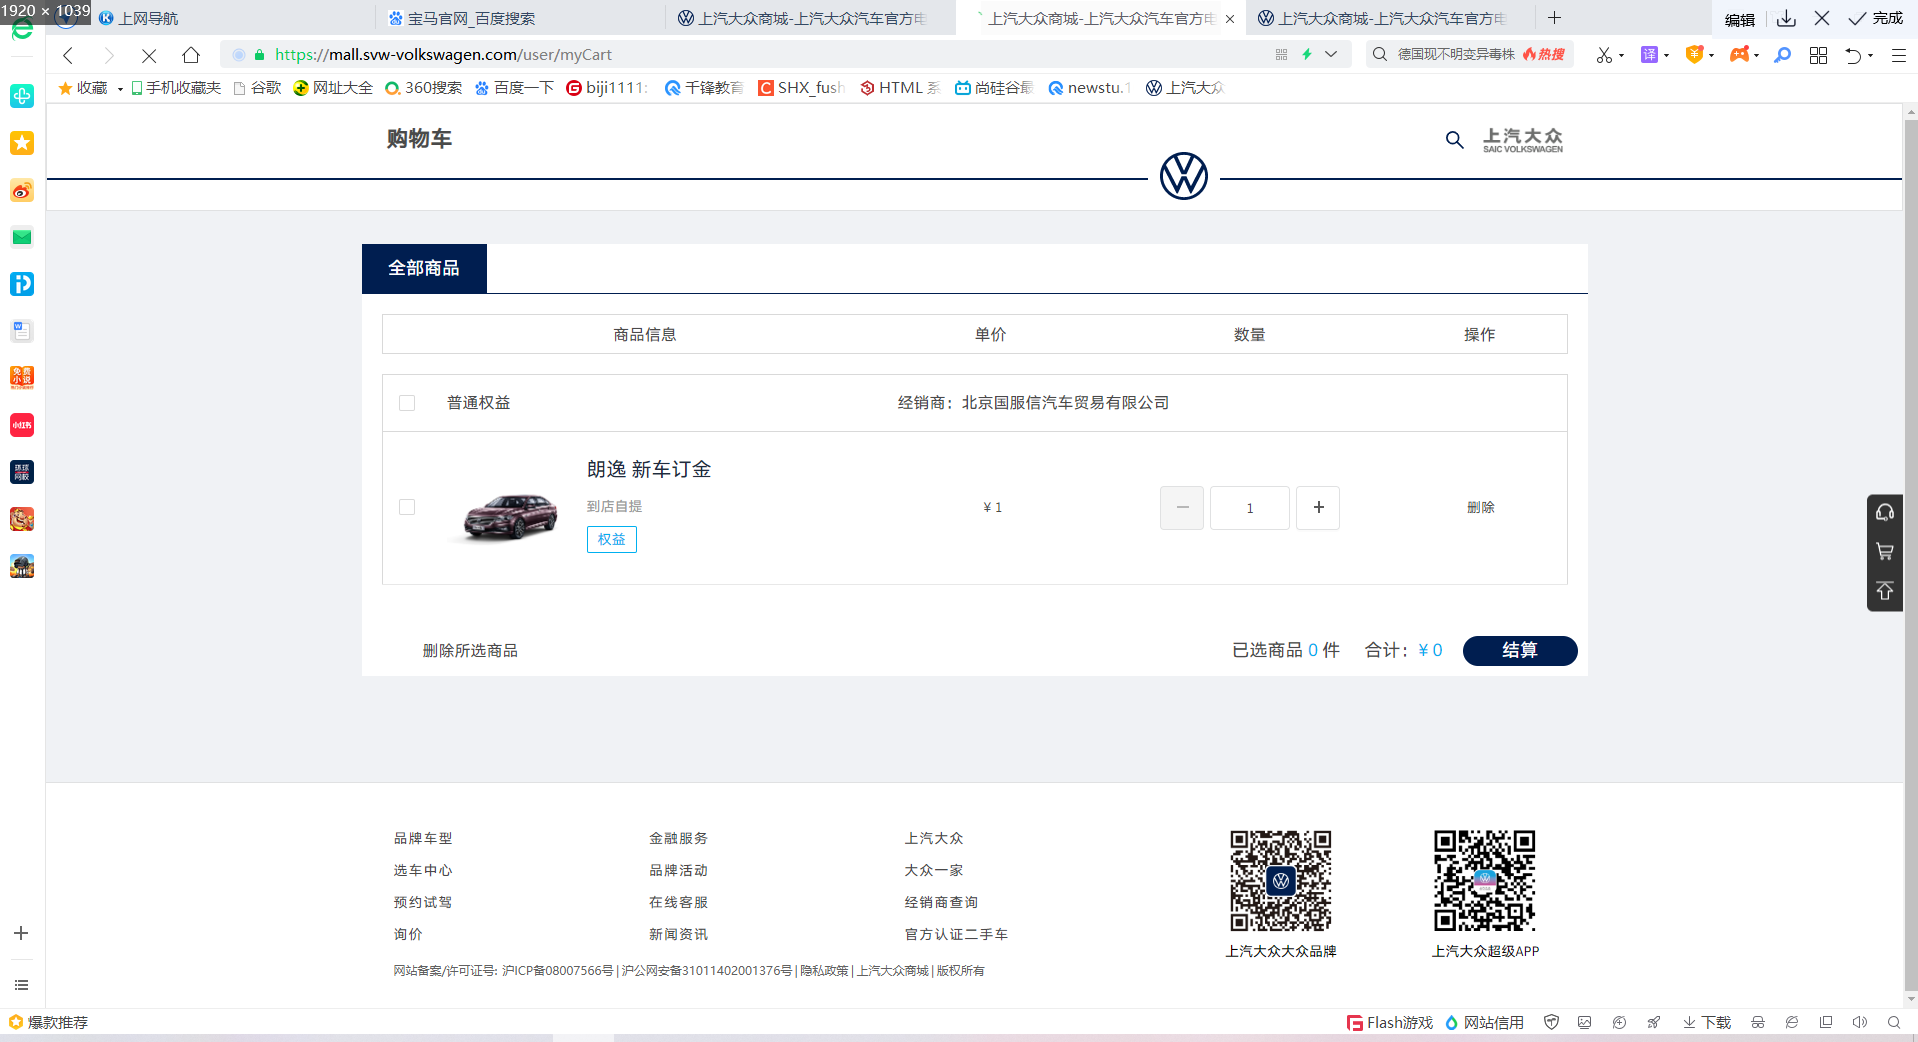 1920 × 1039
上网导航
宝马官网_百度搜索
上汽大众商城-上汽大众汽车官方电
上汽大众商城-上汽大众汽车官方电
上汽大众商城-上汽大众汽车官方电
编辑
完成
https://mall.svw-volkswagen.com/user/myCart
德国现不明变异毒株
热搜
译
收藏
手机收藏夹
谷歌
网址大全
360搜索
百度一下
biji1111:
千锋教育
SHX_fush
HTML 系
尚硅谷最
newstu.1
上汽大众
购物车
上汽大众
SAIC VOLKSWAGEN
全部商品
商品信息
单价
数量
操作
普通权益
经销商：北京国服信汽车贸易有限公司
朗逸 新车订金
到店自提
权益
¥ 1
1
删除
删除所选商品
已选商品 0 件
合计：¥ 0
结算
免费小说
小红书
品牌车型
金融服务
上汽大众
选车中心
品牌活动
大众一家
预约试驾
在线客服
经销商查询
询价
新闻资讯
官方认证二手车
上汽大众大众品牌
上汽大众超级APP
网站备案/许可证号: 沪ICP备08007566号 | 沪公网安备31011402001376号 | 隐私政策 | 上汽大众商城 | 版权所有
爆款推荐
Flash游戏
网站信用
下载